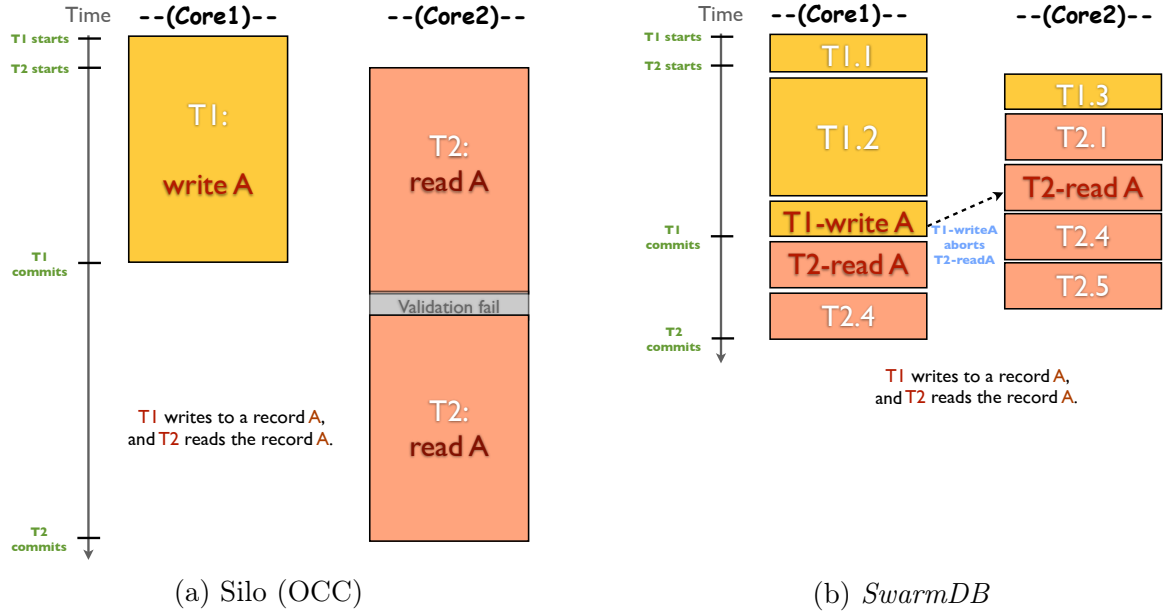 Time
--(Core1)--
--(Core2)--
T1 starts
T2 starts
T1:
write A
T2:
read A
T1
commits
Validation fail
T2:
read A
T1 writes to a record A,
and T2 reads the record A.
T2
commits
(a) Silo (OCC)
Time
--(Core1)--
--(Core2)--
T1 starts
T2 starts
T1.1
T1.3
T1.2
T2.1
T2-read A
T1-write A
T1
commits
T1-writeA
aborts
T2-readA
T2.4
T2-read A
T2.5
T2.4
T2
commits
T1 writes to a record A,
and T2 reads the record A.
(b) SwarmDB